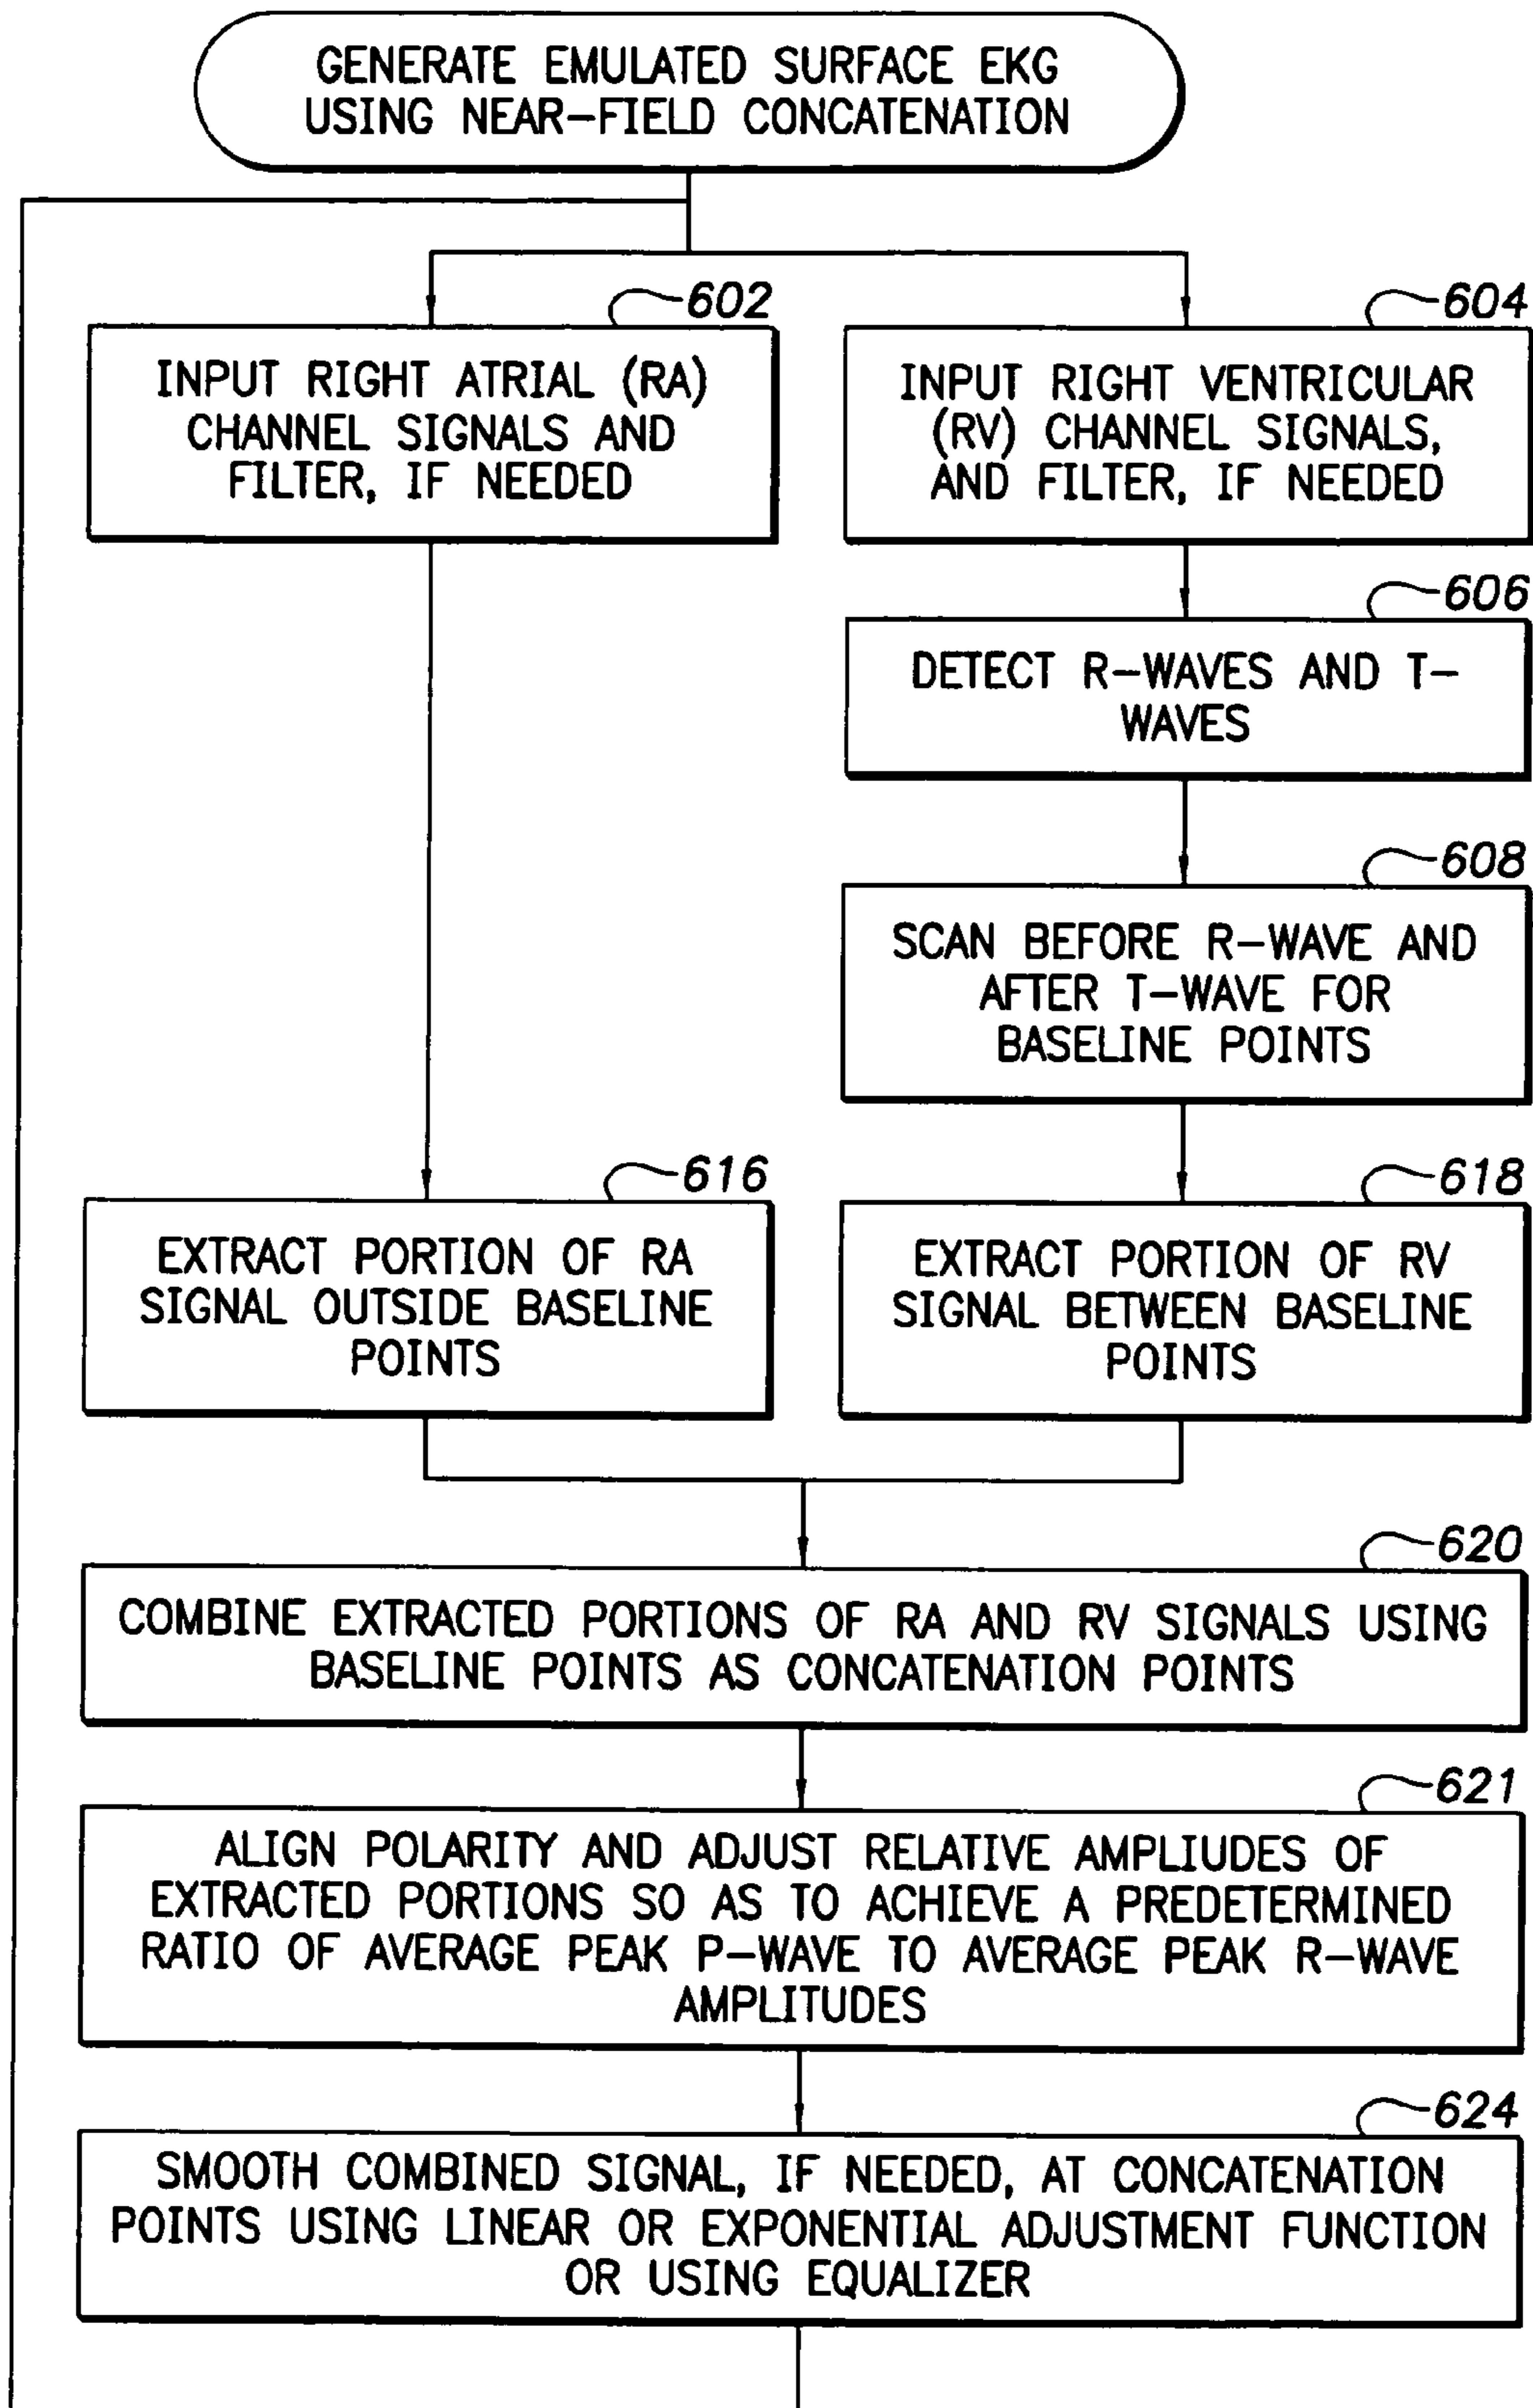 GENERATE EMULATED SURFACE EKG
USING NEAR-FIELD CONCATENATION
602
INPUT RIGHT ATRIAL (RA)
CHANNEL SIGNALS AND
FILTER, IF NEEDED
604
INPUT RIGHT VENTRICULAR
(RV) CHANNEL SIGNALS,
AND FILTER, IF NEEDED
606
DETECT R-WAVES AND T-
WAVES
608
SCAN BEFORE R-WAVE AND
AFTER T-WAVE FOR
BASELINE POINTS
616
EXTRACT PORTION OF RA
SIGNAL OUTSIDE BASELINE
POINTS
618
EXTRACT PORTION OF RV
SIGNAL BETWEEN BASELINE
POINTS
620
COMBINE EXTRACTED PORTIONS OF RA AND RV SIGNALS USING
BASELINE POINTS AS CONCATENATION POINTS
621
ALIGN POLARITY AND ADJUST RELATIVE AMPLIUDES OF
EXTRACTED PORTIONS SO AS TO ACHIEVE A PREDETERMINED
RATIO OF AVERAGE PEAK P-WAVE TO AVERAGE PEAK R-WAVE
AMPLITUDES
624
SMOOTH COMBINED SIGNAL, IF NEEDED, AT CONCATENATION
POINTS USING LINEAR OR EXPONENTIAL ADJUSTMENT FUNCTION
OR USING EQUALIZER